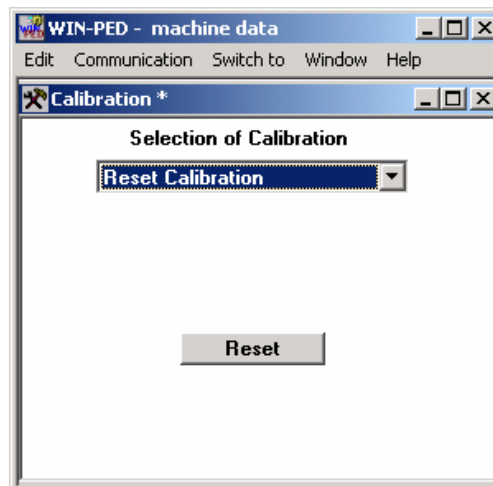 WIN-PED - machine data
Edit Communication Switch to Window Help
Calibration *
Selection of Calibration
Reset Calibration
Reset